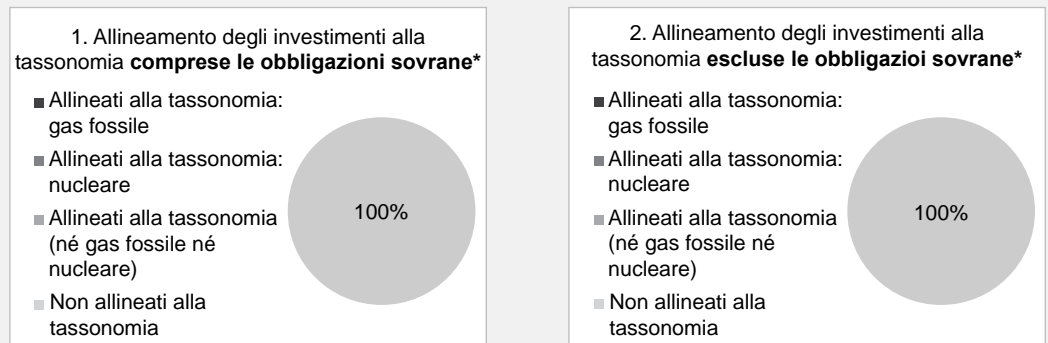 1. Allineamento degli investimenti alla
tassonomia comprese le obbligazioni sovrane*
Allineati alla tassonomia:
gas fossile
Allineati alla tassonomia:
nucleare
Allineati alla tassonomia
(né gas fossile né
nucleare)
Non allineati alla
tassonomia
100%
2. Allineamento degli investimenti alla
tassonomia escluse le obbligazioi sovrane*
Allineati alla tassonomia:
gas fossile
Allineati alla tassonomia:
nucleare
Allineati alla tassonomia
(né gas fossile né
nucleare)
Non allineati alla
tassonomia
100%